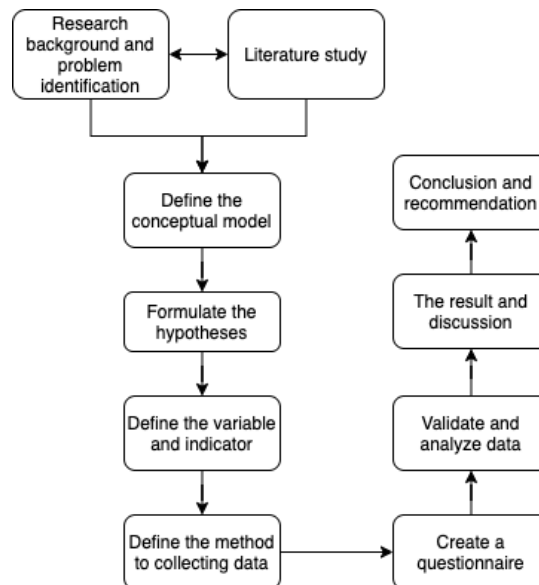 Research
background and
problem
identification
Literature study
Define the
conceptual model
Formulate the
hypotheses
Define the variable
and indicator
Define the method
to collecting data
Create a
questionnaire
Validate and
analyze data
The result and
discussion
Conclusion and
recommendation